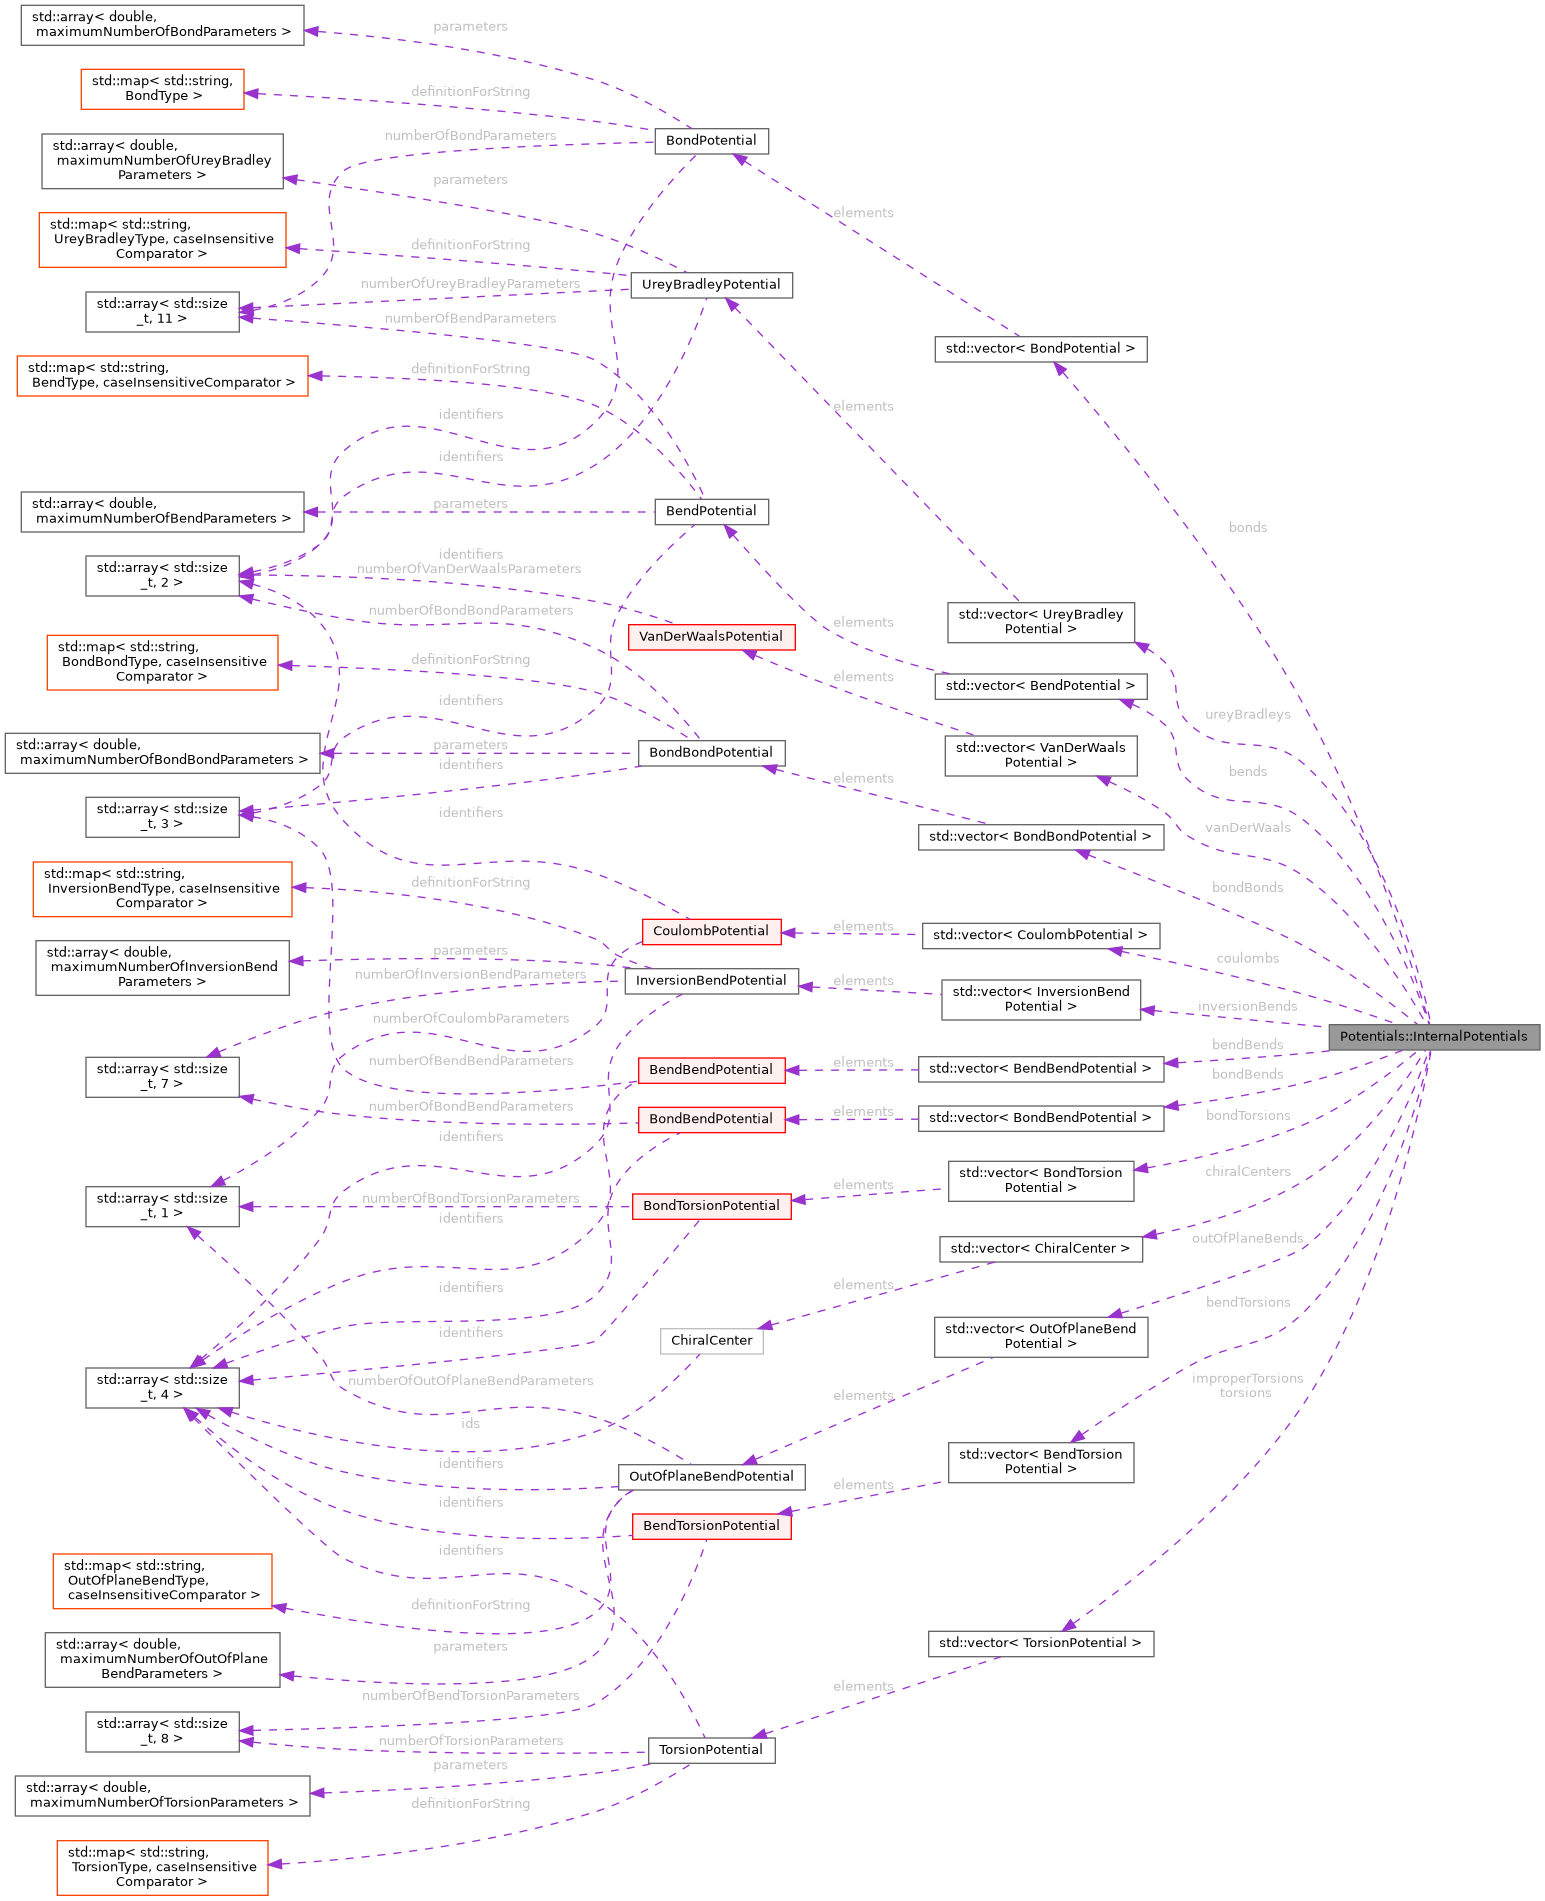 std::array< double,
maximumNumberOfBondParameters >
parameters
std::map< std::string,
BondType >
definitionForString
numberOfBondParameters
BondPotential
std::array< double,
maximumNumberOfUreyBradley
Parameters >
parameters
elements
std::map< std::string,
UreyBradleyType, caseInsensitive
Comparator >
definitionForString
numberOfUreyBradleyParameters
UreyBradleyPotential
std::array< std::size
_t, 11 >
numberOfBendParameters
std::vector< BondPotential >
std::map< std::string,
BendType, caseInsensitiveComparator >
definitionForString
elements
identifiers
identifiers
std::array< double,
maximumNumberOfBendParameters >
parameters
BendPotential
bonds
std::array< std::size
_t, 2 >
identifiers
numberOfVanDerWaalsParameters
numberOfBondBondParameters
VanDerWaalsPotential
elements
std::vector< UreyBradley
Potential >
std::map< std::string,
BondBondType, caseInsensitive
Comparator >
definitionForString
elements
std::vector< BendPotential >
identifiers
ureyBradleys
std::array< double,
maximumNumberOfBondBondParameters >
parameters
BondBondPotential
std::vector< VanDerWaals
Potential >
identifiers
elements
bends
std::array< std::size
_t, 3 >
identifiers
std::vector< BondBondPotential >
vanDerWaals
std::map< std::string,
InversionBendType, caseInsensitive
Comparator >
definitionForString
bondBonds
CoulombPotential
elements
std::vector< CoulombPotential >
std::array< double,
maximumNumberOfInversionBend
Parameters >
parameters
numberOfInversionBendParameters
InversionBendPotential
elements
std::vector< InversionBend
Potential >
coulombs
inversionBends
numberOfCoulombParameters
Potentials::InternalPotentials
std::array< std::size
_t, 7 >
numberOfBendBendParameters
BendBendPotential
elements
std::vector< BendBendPotential >
bendBends
bondBends
numberOfBondBendParameters
BondBendPotential
elements
std::vector< BondBendPotential >
bondTorsions
identifiers
std::array< std::size
_t, 1 >
numberOfBondTorsionParameters
BondTorsionPotential
elements
std::vector< BondTorsion
Potential >
chiralCenters
identifiers
std::vector< ChiralCenter >
outOfPlaneBends
identifiers
elements
bendTorsions
identifiers
ChiralCenter
std::vector< OutOfPlaneBend
Potential >
std::array< std::size
_t, 4 >
numberOfOutOfPlaneBendParameters
elements
improperTorsions
torsions
ids
identifiers
OutOfPlaneBendPotential
std::vector< BendTorsion
Potential >
identifiers
BendTorsionPotential
elements
identifiers
std::map< std::string,
OutOfPlaneBendType,
caseInsensitiveComparator >
definitionForString
std::array< double,
maximumNumberOfOutOfPlane
BendParameters >
parameters
std::vector< TorsionPotential >
elements
numberOfBendTorsionParameters
std::array< std::size
_t, 8 >
numberOfTorsionParameters
TorsionPotential
parameters
std::array< double,
maximumNumberOfTorsionParameters >
definitionForString
std::map< std::string,
TorsionType, caseInsensitive
Comparator >